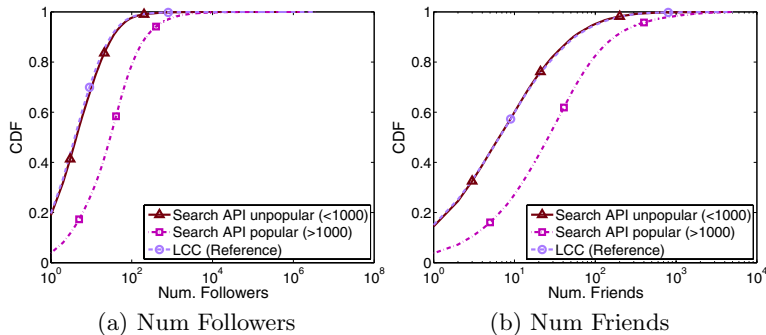 1
0.8
0.6
0.4
0.2
0
CDF
10^0 10^2 10^4 10^6 10^8
Num. Followers
Search API unpopular (<1000)
Search API popular (>1000)
LCC (Reference)
(a) Num Followers
1
0.8
0.6
0.4
0.2
0
CDF
10^0 10^1 10^2 10^3 10^4
Num. Friends
Search API unpopular (<1000)
Search API popular (>1000)
LCC (Reference)
(b) Num Friends